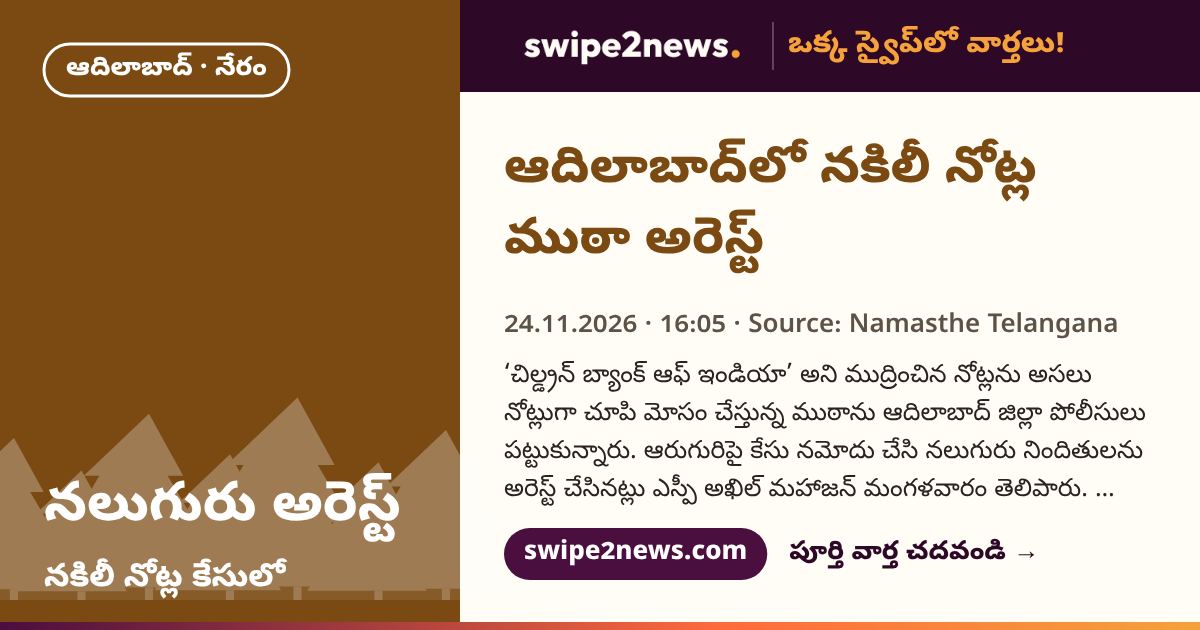 ఆదిలాబాద్ · నేరం
నలుగురు అరెస్ట్
నకిలీ నోట్ల కేసులో
swipe2news.
ఒక్క స్వైప్‌లో వార్తలు!
ఆదిలాబాద్‌లో నకిలీ నోట్ల
ముఠా అరెస్ట్
24.11.2026 · 16:05 · Source: Namasthe Telangana
‘చిల్డ్రన్ బ్యాంక్ ఆఫ్ ఇండియా’ అని ముద్రించిన నోట్లను అసలు
నోట్లుగా చూపి మోసం చేస్తున్న ముఠాను ఆదిలాబాద్ జిల్లా పోలీసులు
పట్టుకున్నారు. ఆరుగురిపై కేసు నమోదు చేసి నలుగురు నిందితులను
అరెస్ట్ చేసినట్లు ఎస్పీ అఖిల్ మహాజన్ మంగళవారం తెలిపారు. ...
swipe2news.com
పూర్తి వార్త చదవండి →